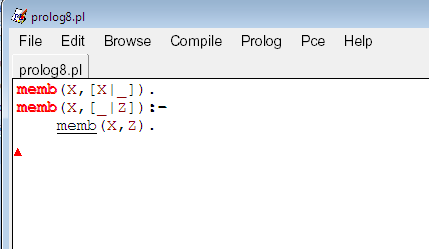 prolog8.pl
File Edit Browse Compile Prolog Pce Help
prolog8.pl
memb(X,[X|_]).
memb(X,[_|Z]):-
memb(X,Z).